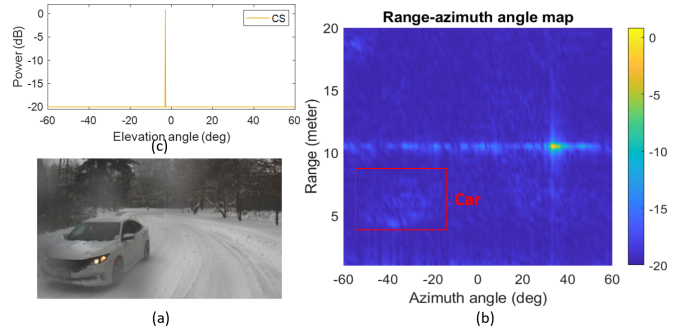 Power (dB)
0
-5
-10
-15
-20
CS
-60
-40
-20
0
20
40
60
Elevation angle (deg)
(c)
(a)
Range-azimuth angle map
Range (meter)
20
15
10
5
Car
-60
-40
-20
0
20
40
60
Azimuth angle (deg)
(b)
0
-5
-10
-15
-20